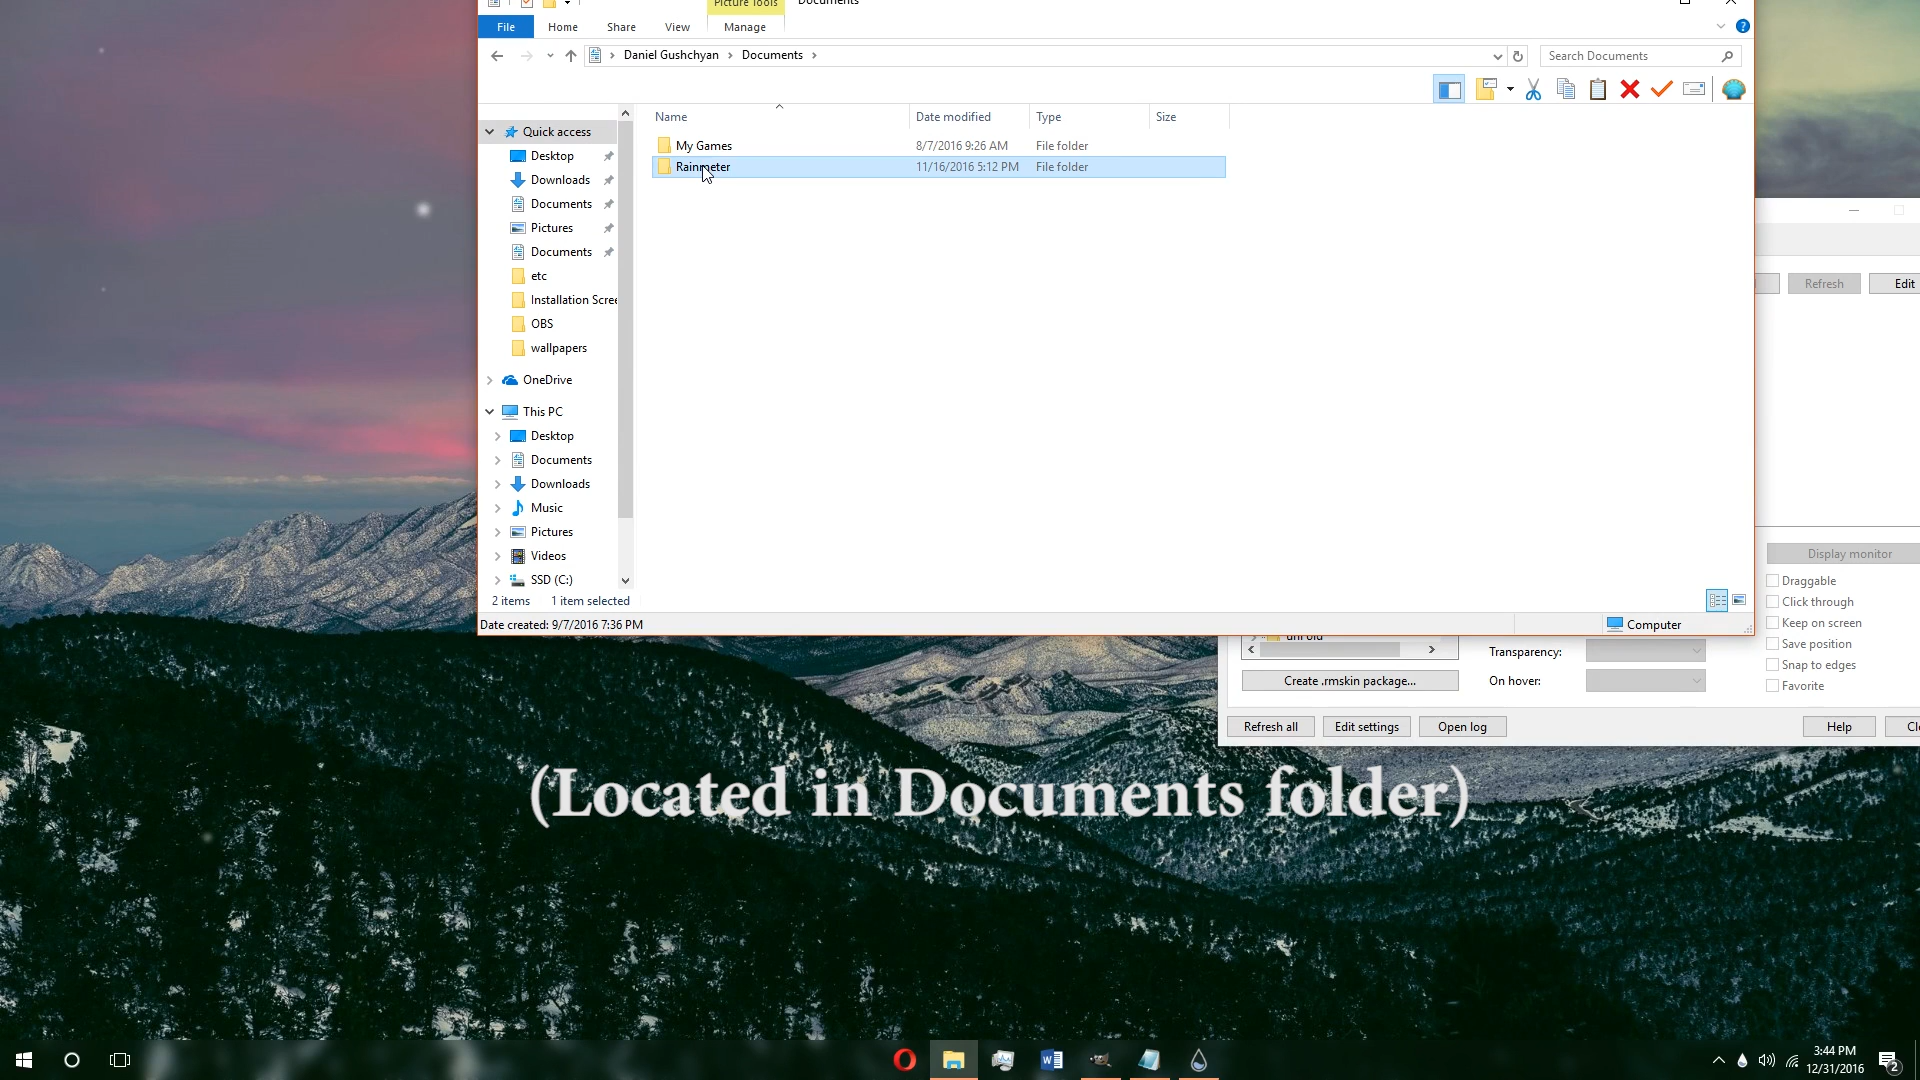 Picture Tools
Documents
File
Home
Share
View
Manage
Daniel Gushchyan
Documents
Search Documents
Name
Date modified
Type
Size
My Games
8/7/2016 9:26 AM
File folder
Rainmeter
11/16/2016 5:12 PM
File folder
Quick access
Desktop
Downloads
Documents
Pictures
Documents
etc
Installation Scree
OBS
wallpapers
OneDrive
This PC
Desktop
Documents
Downloads
Music
Pictures
Videos
SSD (C:)
2 items
1 item selected
Date created: 9/7/2016 7:36 PM
Computer
Refresh
Edit
Display monitor
Draggable
Click through
Keep on screen
Save position
Snap to edges
Favorite
Transparency:
On hover:
Create .rmskin package...
Refresh all
Edit settings
Open log
Help
(Located in Documents folder)
3:44 PM
12/31/2016
2